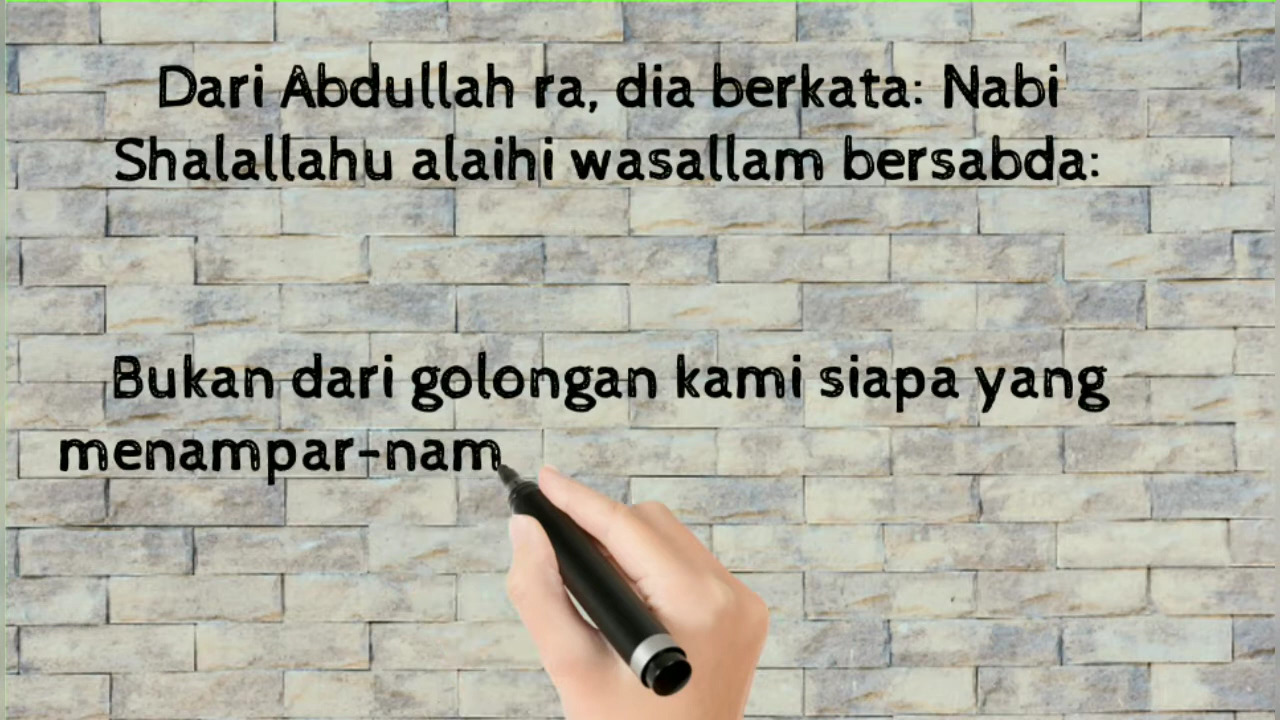 Dari Abdullah ra, dia berkata: Nabi
Shalallahu alaihi wasallam bersabda:
Bukan dari golongan kami siapa yang
menampar-nam